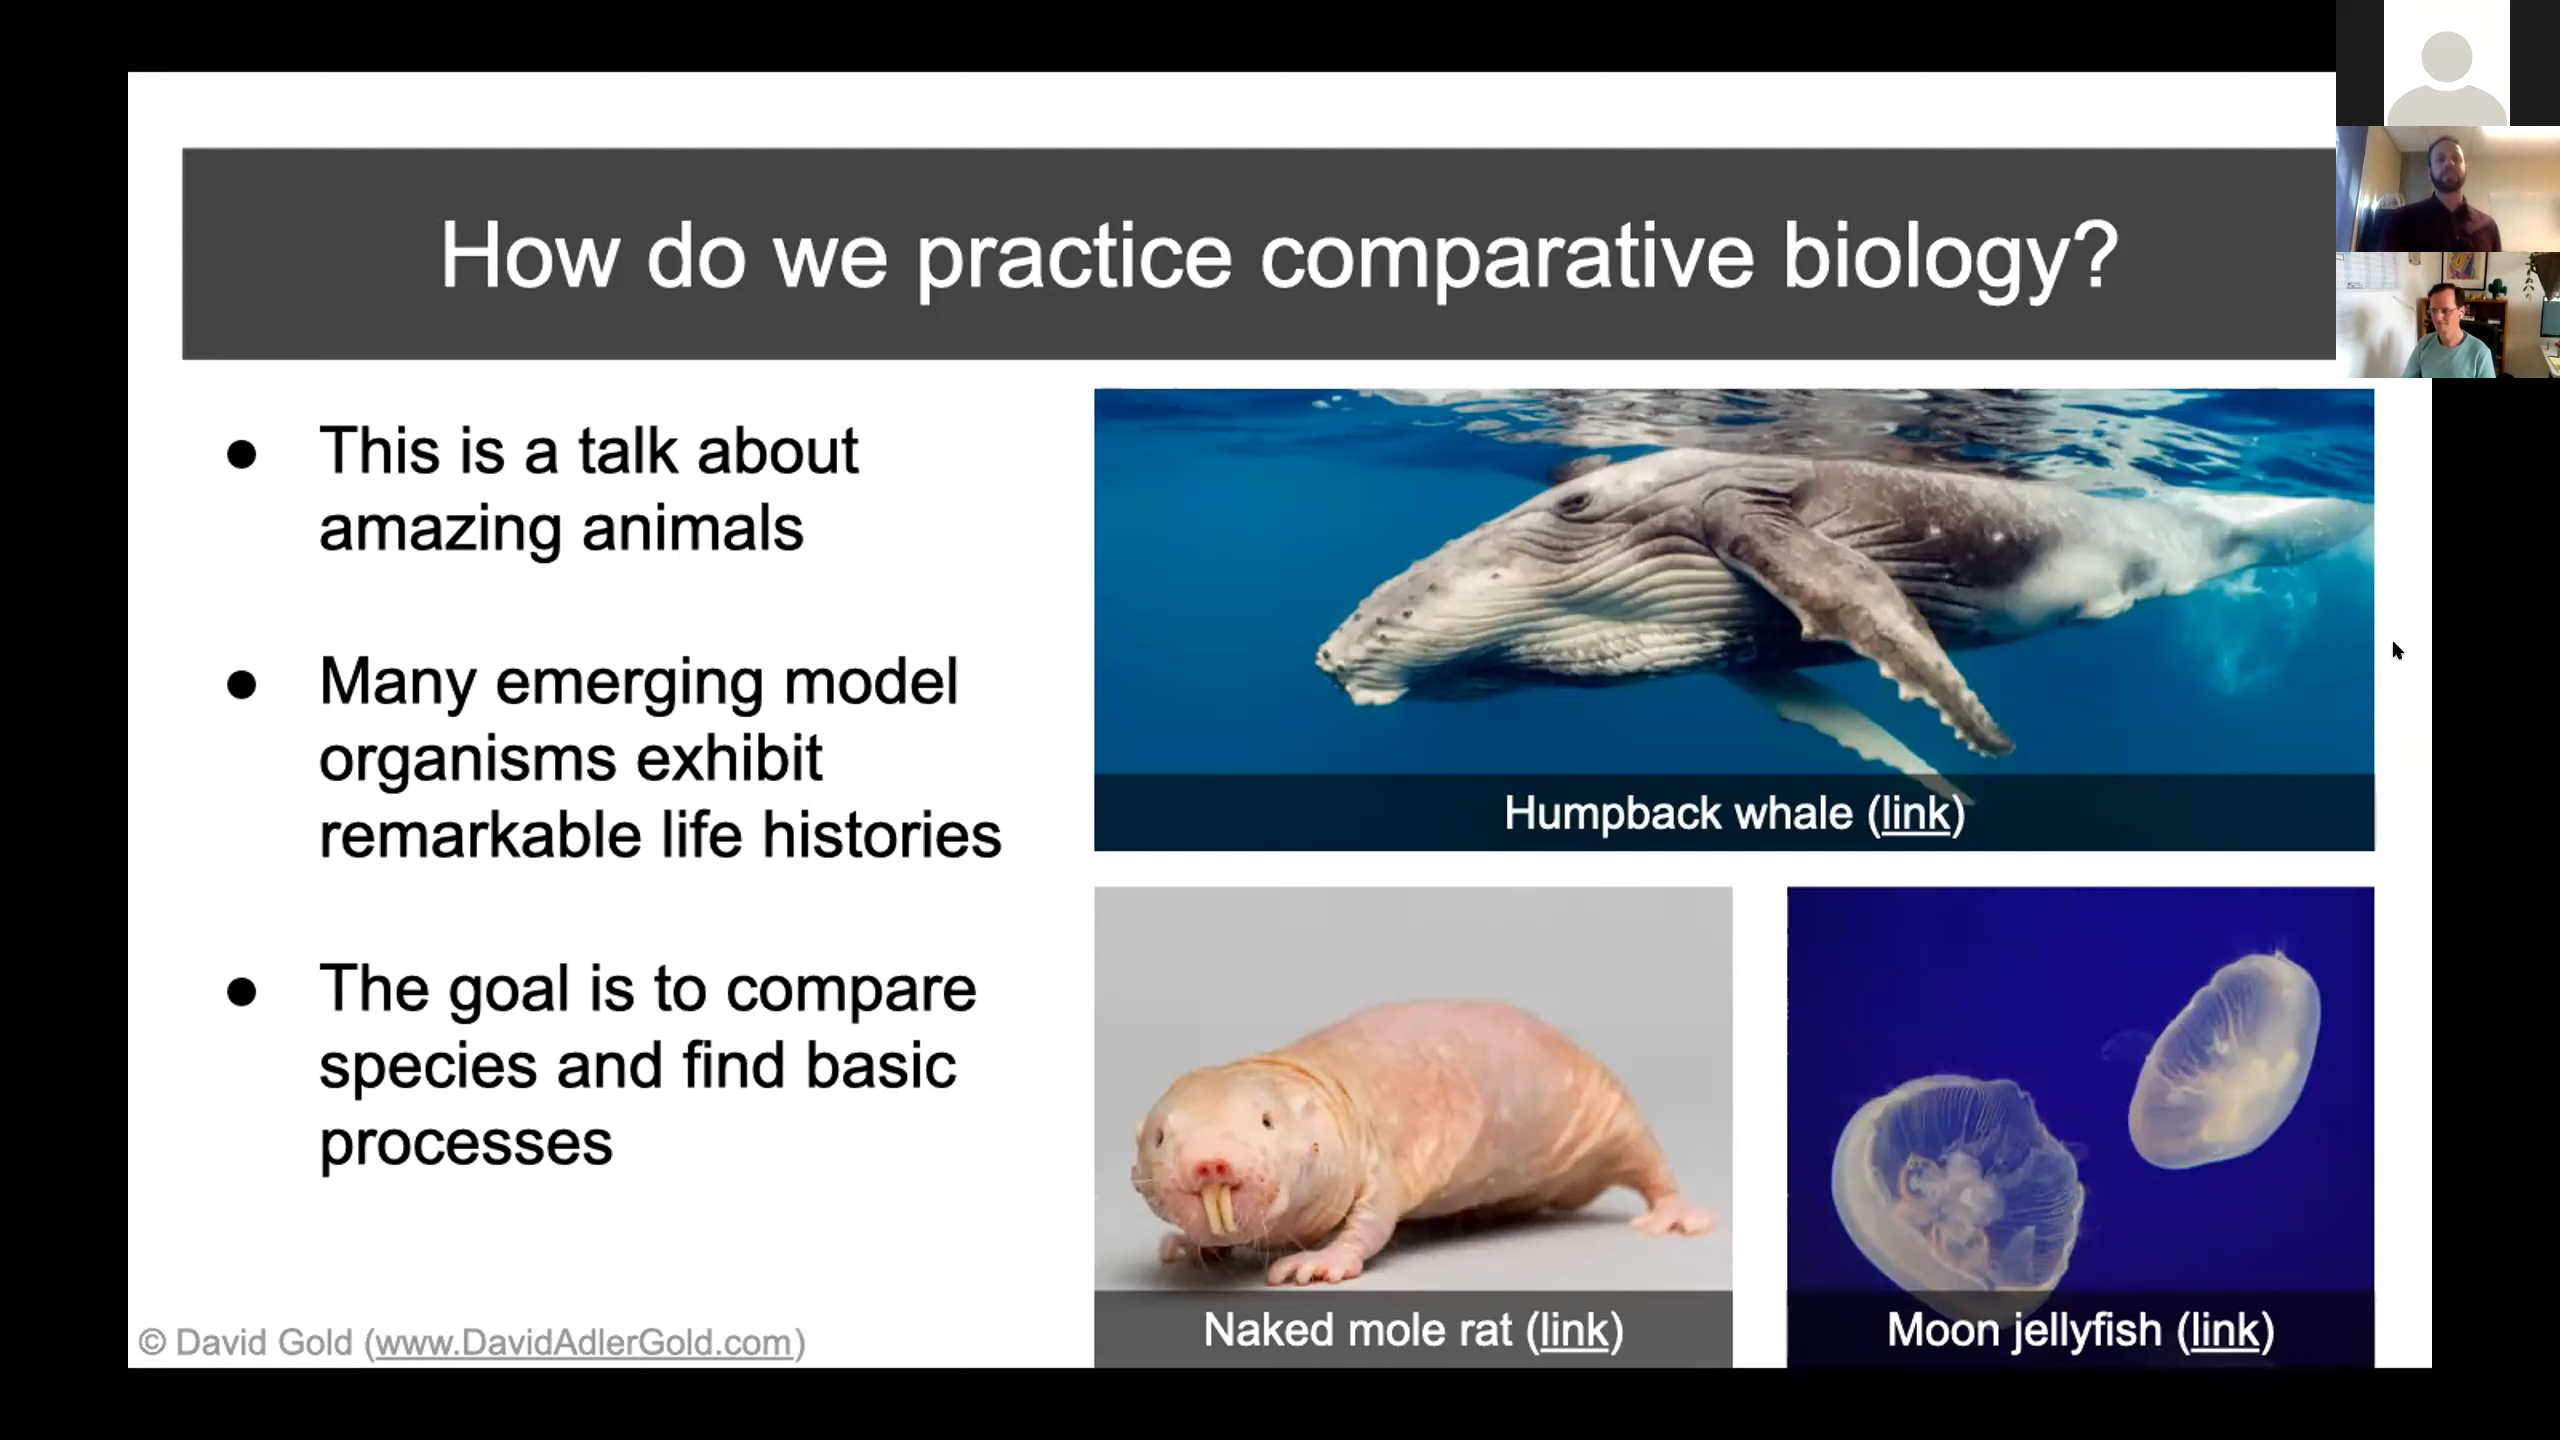 How do we practice comparative biology?
● This is a talk about
amazing animals
● Many emerging model
organisms exhibit
remarkable life histories
● The goal is to compare
species and find basic
processes
Humpback whale (link)
Naked mole rat (link)
Moon jellyfish (link)
© David Gold (www.DavidAdlerGold.com)